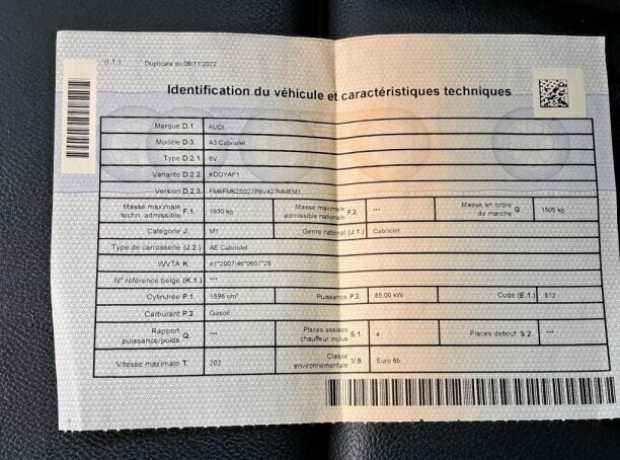 (I.1.) Duplicata du 08/11/2022
Identification du véhicule et caractéristiques techniques
Marque D.1. AUDI
Modèle D.3. A3 Cabriolet
Type D.2.1. 8V
Variante D.2.2.
Version D.2.3.
Masse maximale techn. admissible F.1. 1930 kg Masse maximale admissible nationale F.2. --- Masse en ordre de marche G. 1505 kg
Catégorie J. M1 Genre national (J.1.) Cabriolet
Type de carrosserie (J.2.) AE Cabriolet
WVTA K.
N° référence belge (K.1.) ---
Cylindrée P.1. 1598 cm³ Puissance P.2. 85,00 kW Code (E.1.) 613
Carburant P.3. Gasoil
Rapport puissance/poids Q. --- Places assises chauffeur inclus S.1. 4 Places debout S.2. ---
Vitesse maximale T. 202 Classe environnementale V.9. Euro 6b